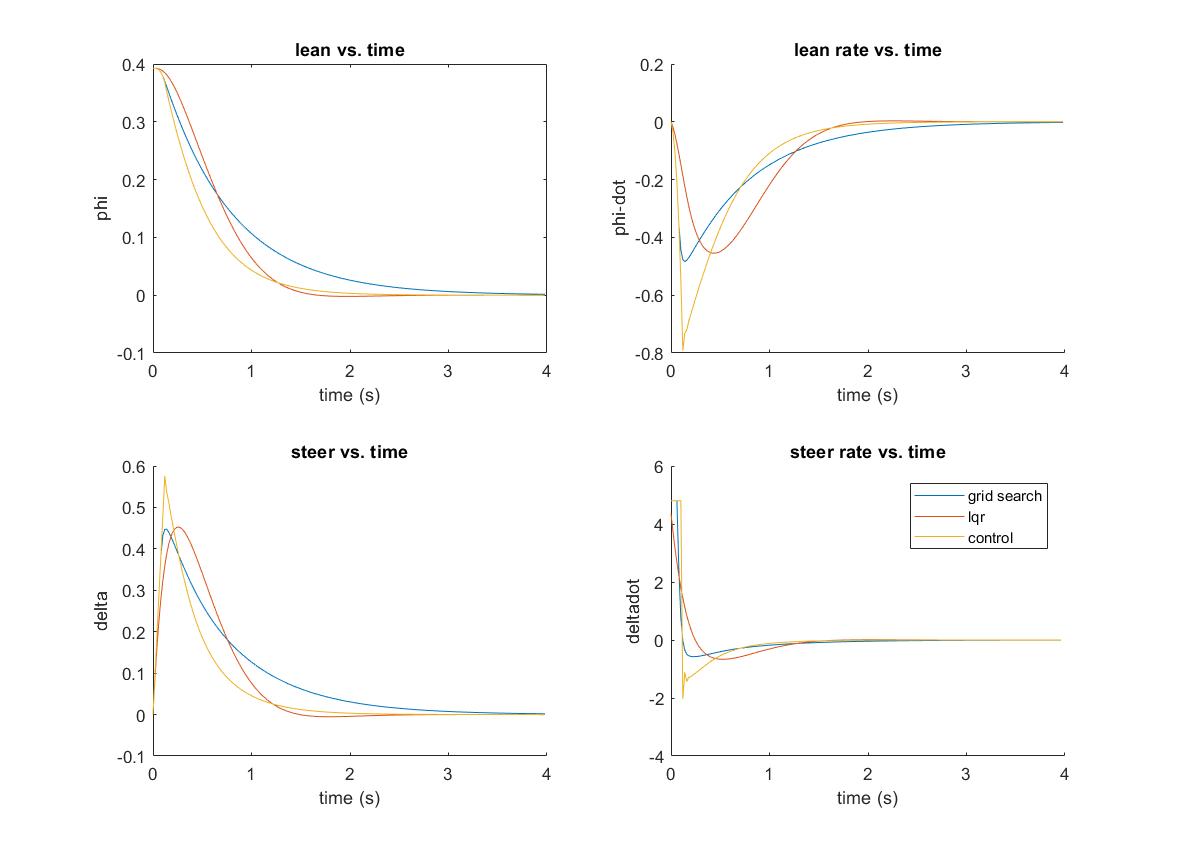 lean vs. time
0.4
0.3
0.2
0.1
0
-0.1
phi
0 1 2 3 4
time (s)
lean rate vs. time
0.2
0
-0.2
-0.4
-0.6
-0.8
phi-dot
0 1 2 3 4
time (s)
steer vs. time
0.6
0.5
0.4
0.3
0.2
0.1
0
-0.1
delta
0 1 2 3 4
time (s)
steer rate vs. time
6
4
2
0
-2
-4
deltadot
grid search
lqr
control
0 1 2 3 4
time (s)